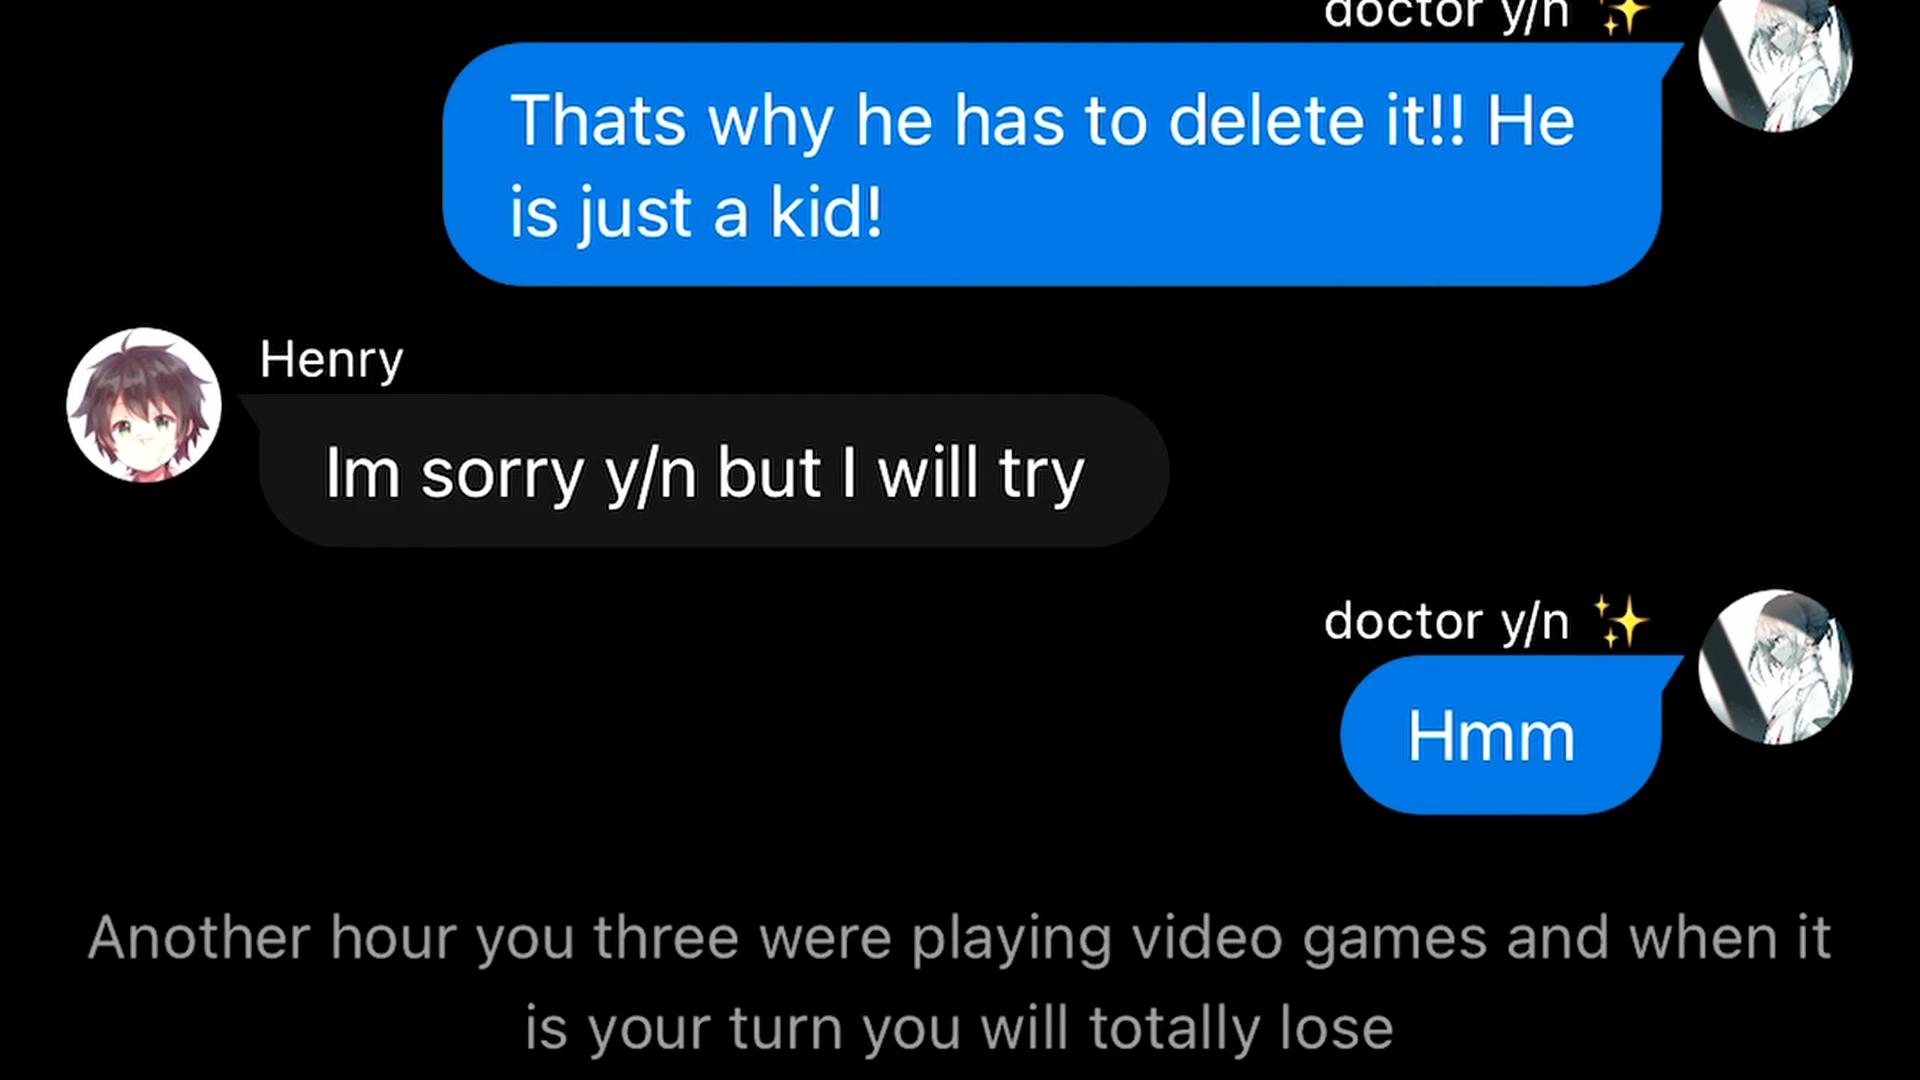 doctor y/n ✨
Thats why he has to delete it!! He
is just a kid!
Henry
Im sorry y/n but I will try
doctor y/n ✨
Hmm
Another hour you three were playing video games and when it
is your turn you will totally lose